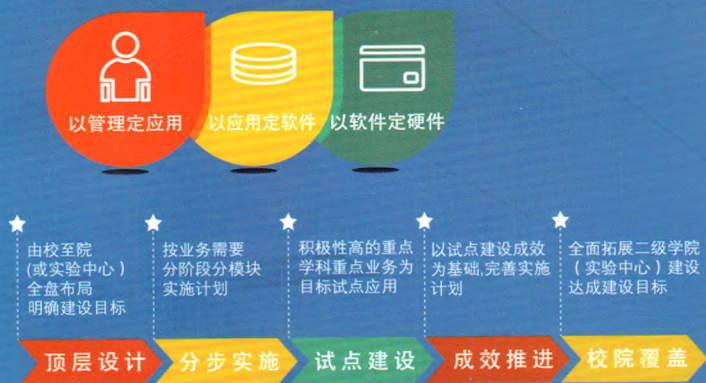 以管理定应用
以应用定软件
以软件定硬件
由校至院
(或实验中心)
全盘布局
明确建设目标
按业务需要
分阶段分模块
实施计划
积极性高的重点
学科重点业务为
目标试点应用
以试点建设成效
为基础,完善实施
计划
全面拓展二级学院
(实验中心)建设
达成建设目标
顶层设计
分步实施
试点建设
成效推进
校院覆盖